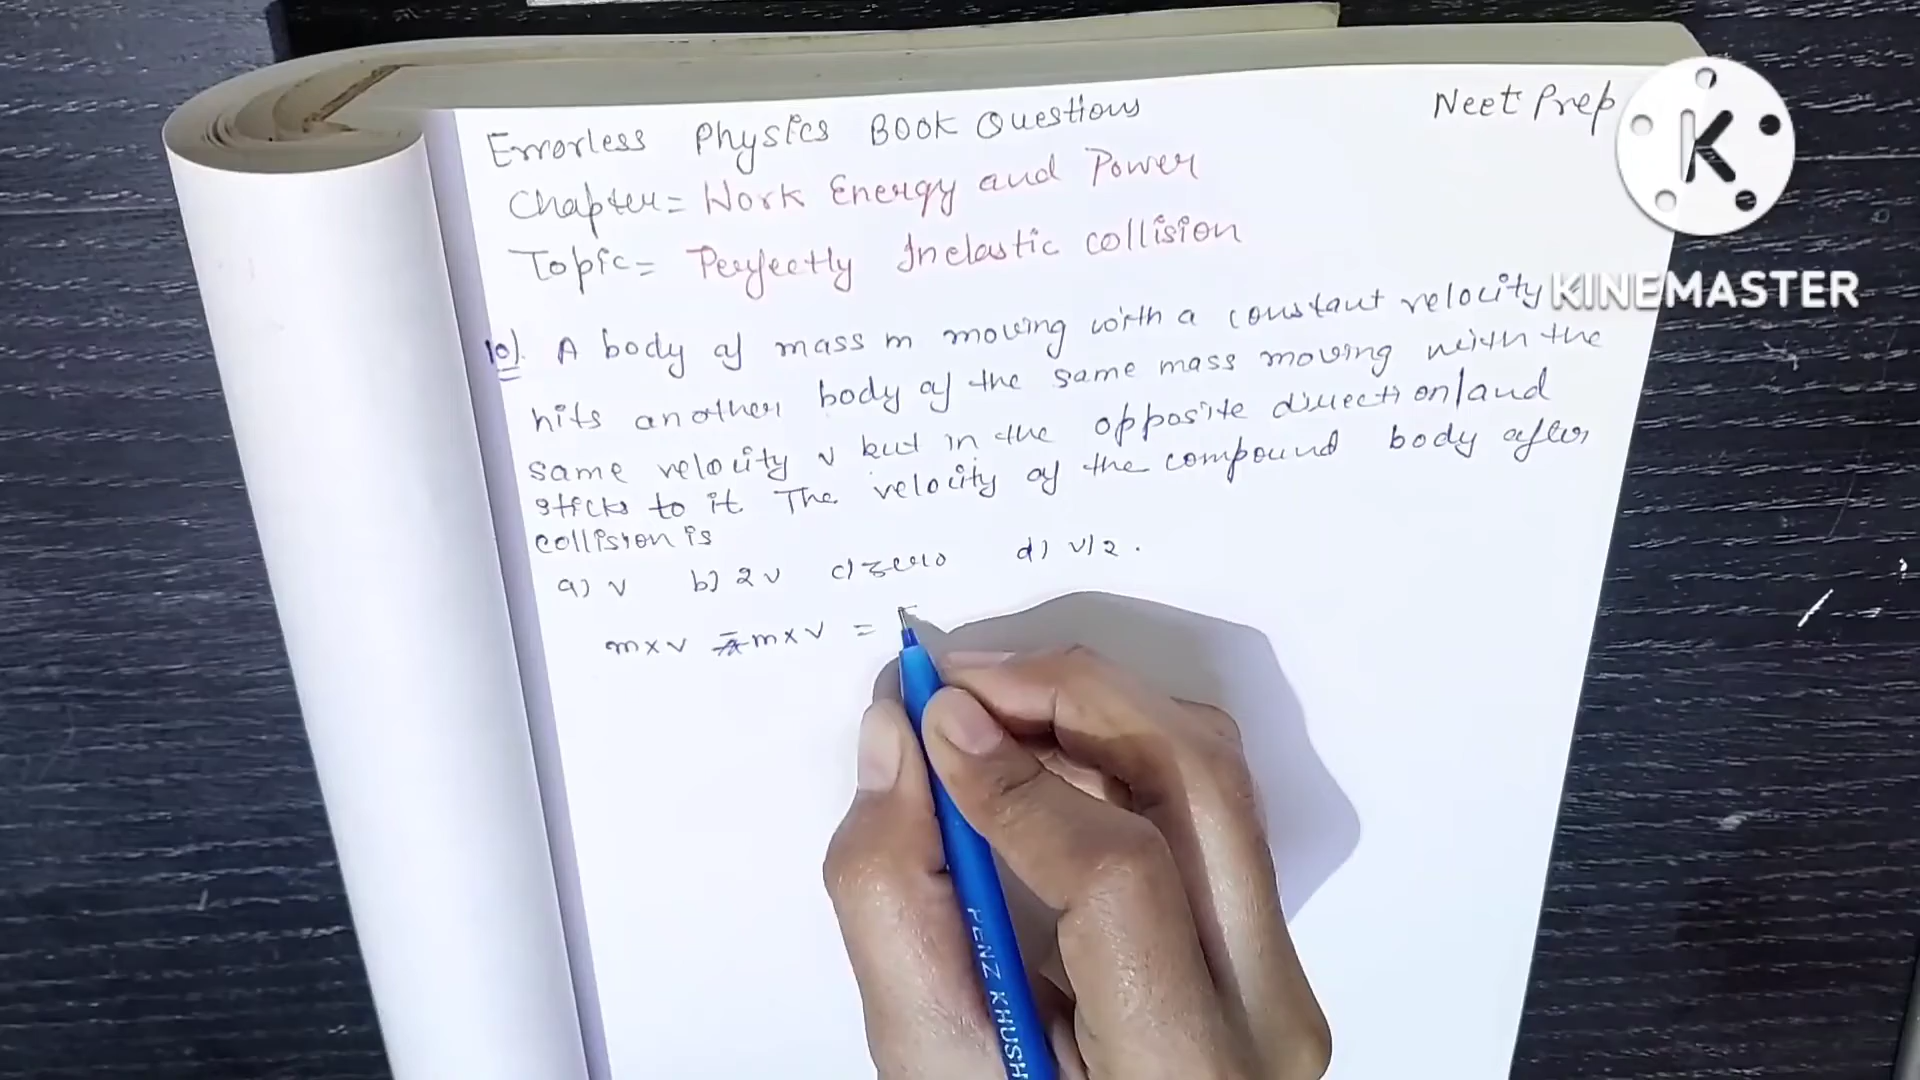 Errorless Physics BOOK Questions
Neet Prep
Chapter = Work Energy and Power
Topic = Perfectly Inelastic collision
10). A body of mass m moving with a constant velocity
hits another body of the same mass moving with the
same velocity v but in the opposite direction/and
sticks to it. The velocity of the compound body after
collision is
a) v b) 2v c) zero d) v/2.
m×v - m×v =
K
KINEMASTER
PENZ KHUSH